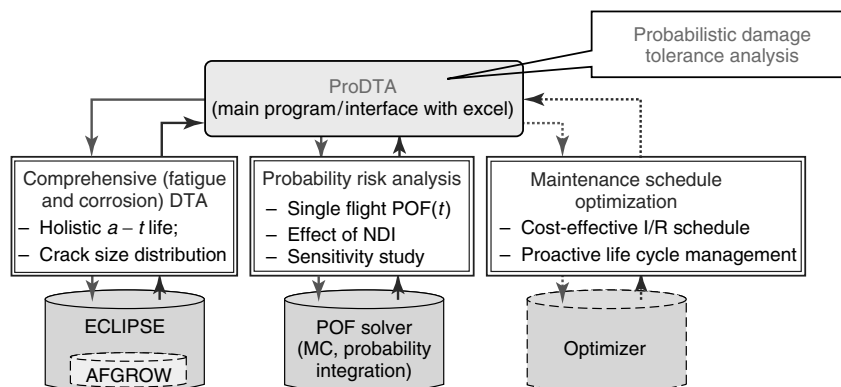 Probabilistic damage
tolerance analysis
ProDTA
(main program/interface with excel)
Comprehensive (fatigue
and corrosion) DTA
– Holistic a – t life;
– Crack size distribution
Probability risk analysis
– Single flight POF(t)
– Effect of NDI
– Sensitivity study
Maintenance schedule
optimization
– Cost-effective I/R schedule
– Proactive life cycle management
ECLIPSE
AFGROW
POF solver
(MC, probability
integration)
Optimizer